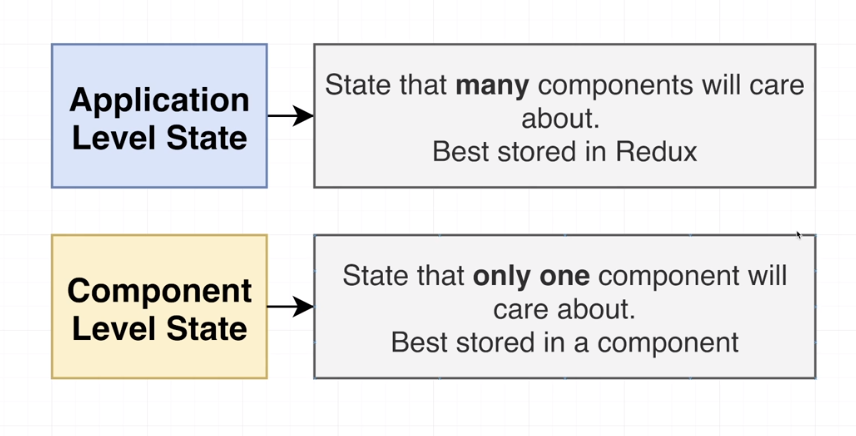 Application
Level State
State that many components will care
about.
Best stored in Redux
Component
Level State
State that only one component will
care about.
Best stored in a component